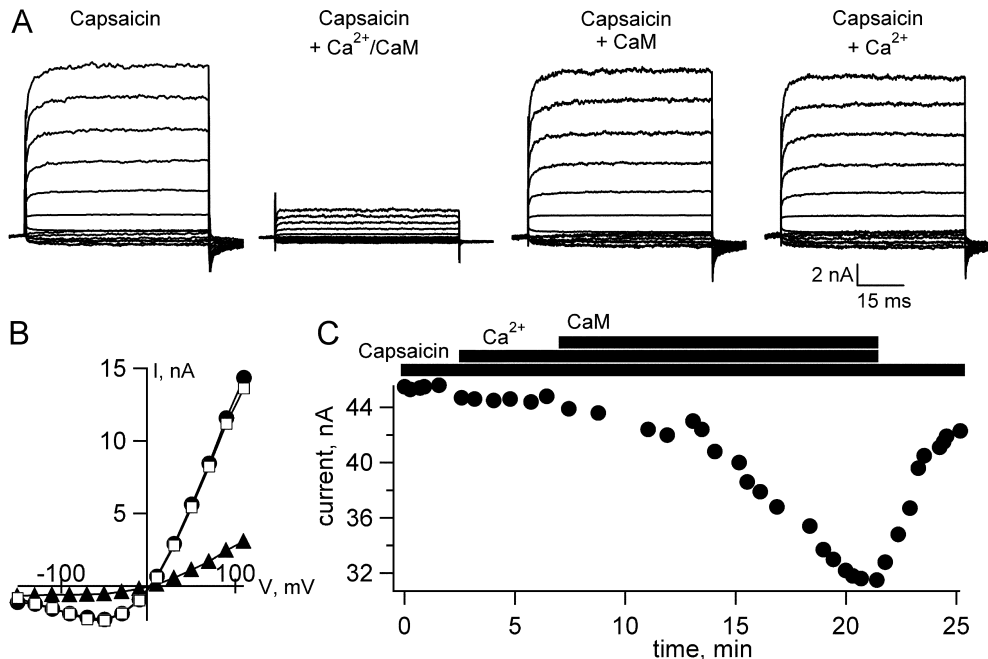 A
Capsaicin
Capsaicin
+ Ca²⁺/CaM
Capsaicin
+ CaM
Capsaicin
+ Ca²⁺
2 nA
15 ms
B
I, nA
15
10
5
-100
100
V, mV
C
CaM
Ca²⁺
Capsaicin
current, nA
44
40
36
32
0
5
10
15
20
25
time, min